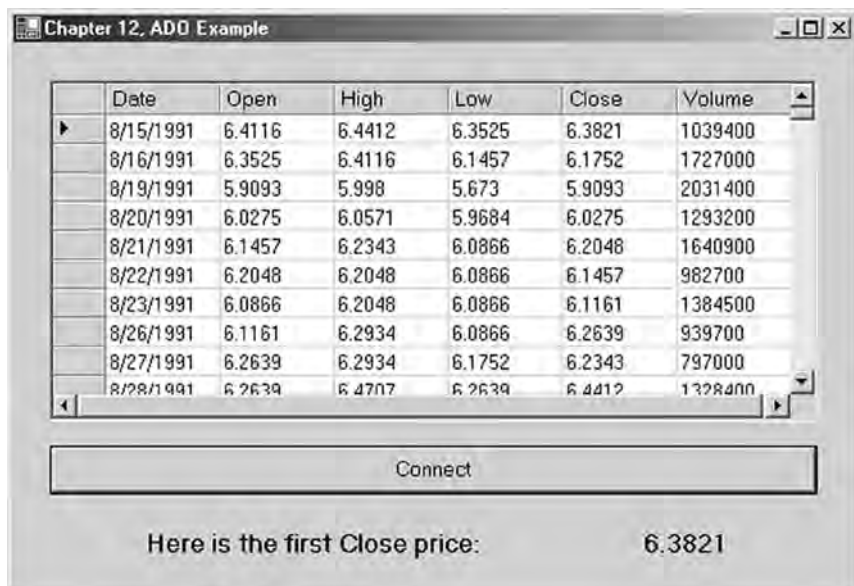 Chapter 12, ADO Example
Date Open High Low Close Volume
8/15/1991 6.4116 6.4412 6.3525 6.3821 1039400
8/16/1991 6.3525 6.4116 6.1457 6.1752 1727000
8/19/1991 5.9093 5.998 5.673 5.9093 2031400
8/20/1991 6.0275 6.0571 5.9684 6.0275 1293200
8/21/1991 6.1457 6.2343 6.0866 6.2048 1640900
8/22/1991 6.2048 6.2048 6.0866 6.1457 982700
8/23/1991 6.0866 6.2048 6.0866 6.1161 1384500
8/26/1991 6.1161 6.2934 6.0866 6.2639 939700
8/27/1991 6.2639 6.2934 6.1752 6.2343 797000
8/28/1991 6.2639 6.4707 6.2639 6.4412 1328400
Connect
Here is the first Close price: 6.3821